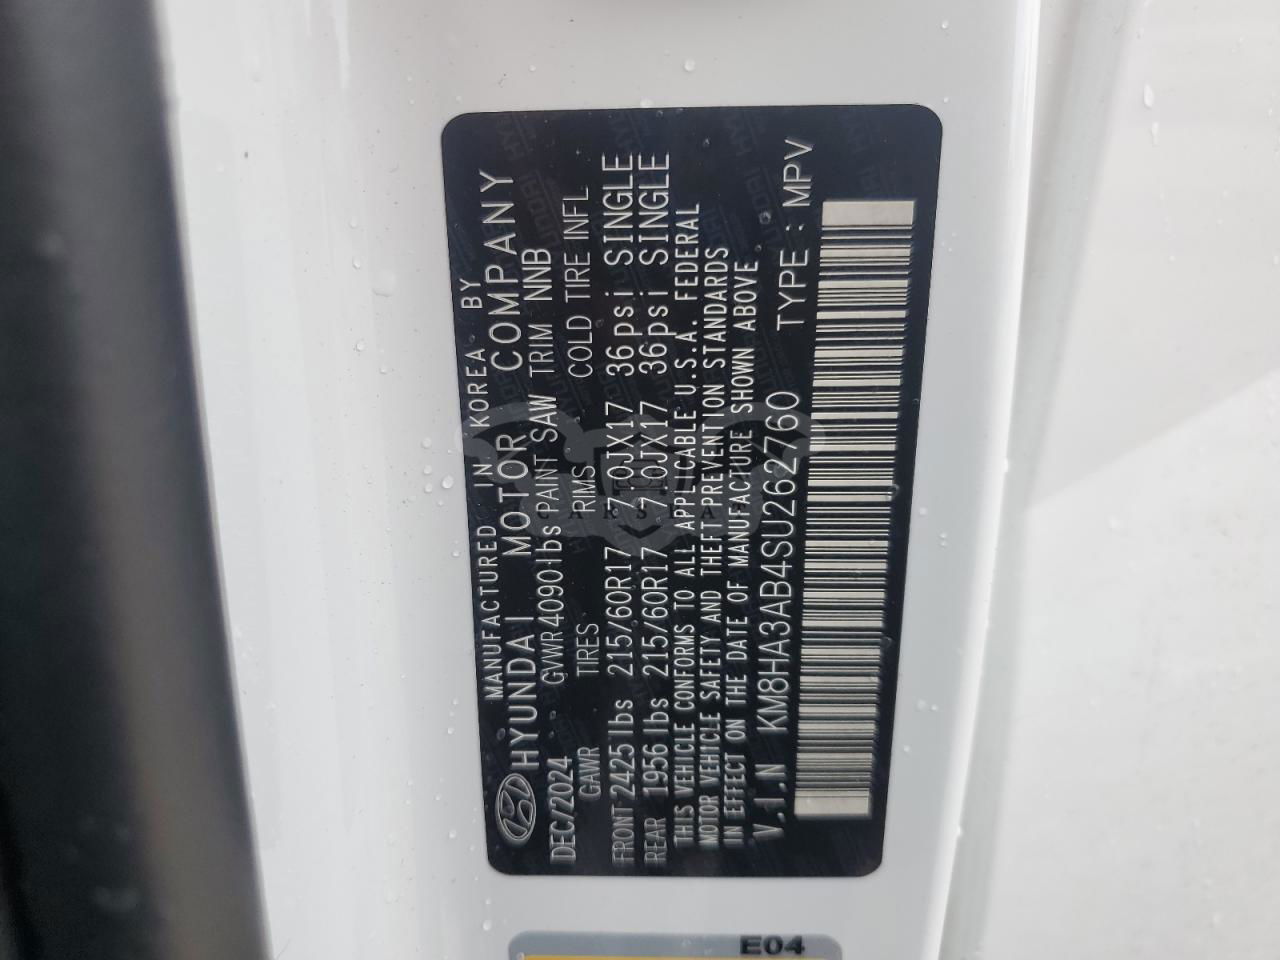 MANUFACTURED IN KOREA BY
HYUNDAI MOTOR COMPANY
DEC/2024 GVWR 4090 lbs PAINT SAW TRIM NNB
GAWR TIRES RIMS COLD TIRE INFL
FRONT 2425 lbs 215/60R17 7.0JX17 36psi SINGLE
REAR 1956 lbs 215/60R17 7.0JX17 36psi SINGLE
THIS VEHICLE CONFORMS TO ALL APPLICABLE U.S.A. FEDERAL
MOTOR VEHICLE SAFETY AND THEFT PREVENTION STANDARDS
IN EFFECT ON THE DATE OF MANUFACTURE SHOWN ABOVE.
V.I.N KM8HA3AB4SU262760 TYPE : MPV
E04